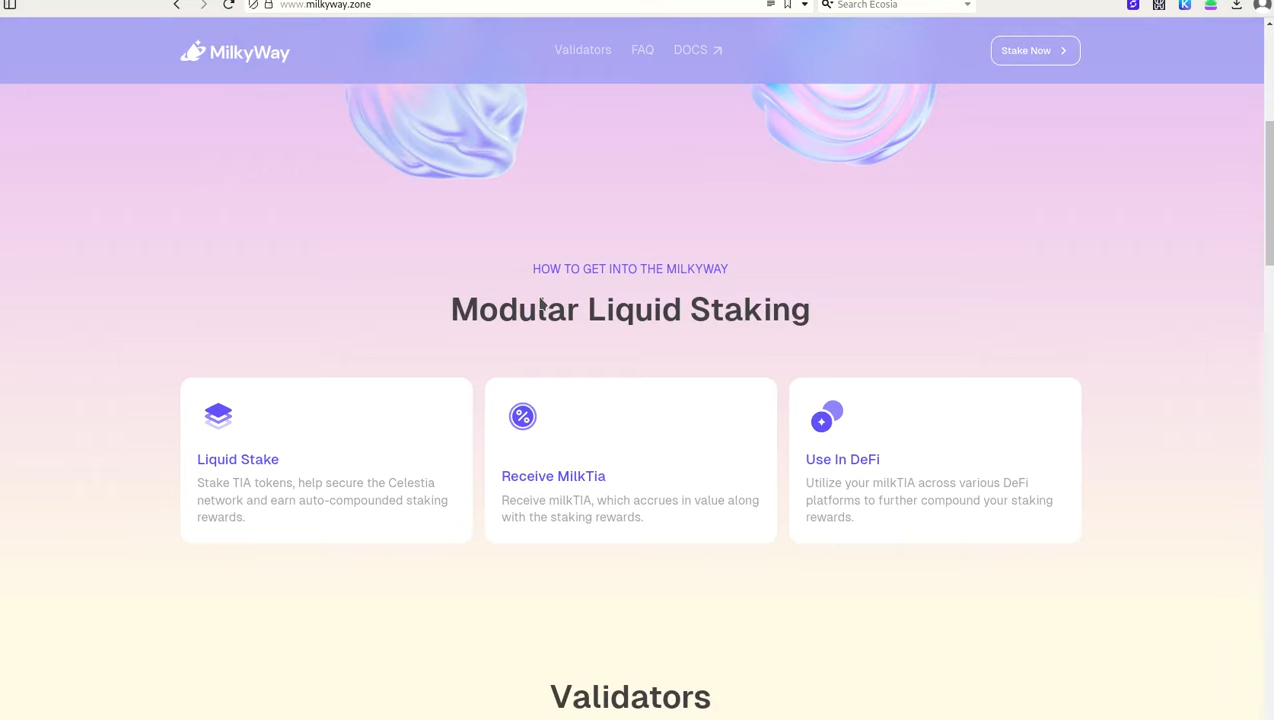 www.milkyway.zone
Search Ecosia
MilkyWay
Validators
FAQ
DOCS
Stake Now
HOW TO GET INTO THE MILKYWAY
Modular Liquid Staking
Liquid Stake
Stake TIA tokens, help secure the Celestia
network and earn auto-compounded staking
rewards.
Receive MilkTia
Receive milkTIA, which accrues in value along
with the staking rewards.
Use In DeFi
Utilize your milkTIA across various DeFi
platforms to further compound your staking
rewards.
Validators